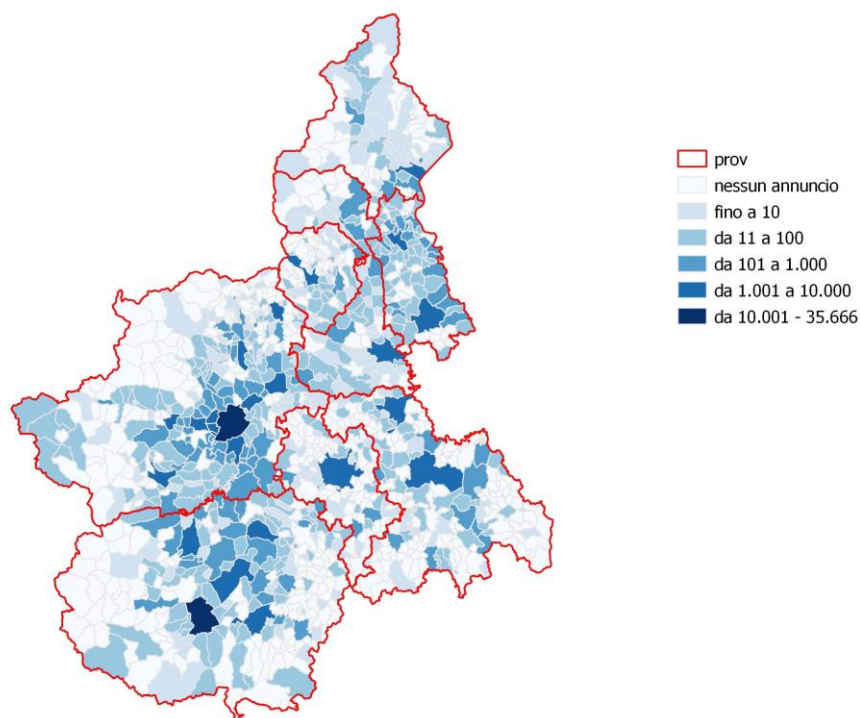 prov
nessun annuncio
fino a 10
da 11 a 100
da 101 a 1.000
da 1.001 a 10.000
da 10.001 - 35.666